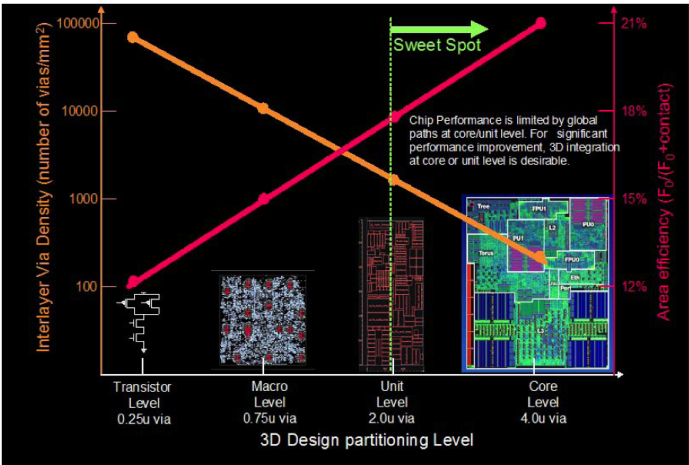 100000
10000
1000
100
Interlayer Via Density (number of vias/mm²)
21%
18%
15%
12%
Area efficiency (F₀/(F₀+contact)
Sweet Spot
Chip Performance is limited by global
paths at core/unit level. For significant
performance improvement, 3D integration
at core or unit level is desirable.
Tree
FPU1
PU0
L2
PU1
Torus
FPU0
Eth
Perf
L3
Transistor
Level
0.25u via
Macro
Level
0.75u via
Unit
Level
2.0u via
Core
Level
4.0u via
3D Design partitioning Level